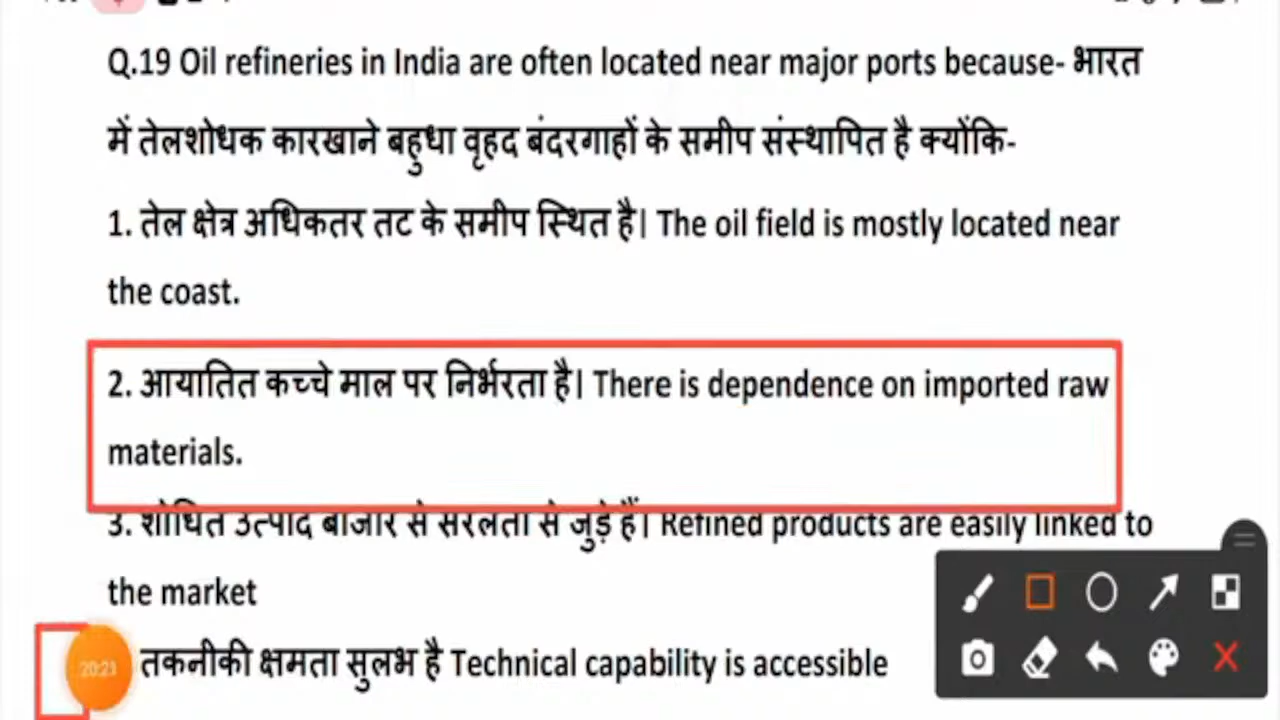 Q.19 Oil refineries in India are often located near major ports because- भारत
में तेलशोधक कारखाने बहुधा वृहद बंदरगाहों के समीप संस्थापित है क्योंकि-
1. तेल क्षेत्र अधिकतर तट के समीप स्थित है| The oil field is mostly located near
the coast.
2. आयातित कच्चे माल पर निर्भरता है| There is dependence on imported raw
materials.
3. शोधित उत्पाद बाजार से सरलता से जुड़े हैं| Refined products are easily linked to
the market
तकनीकी क्षमता सुलभ है Technical capability is accessible
20:21